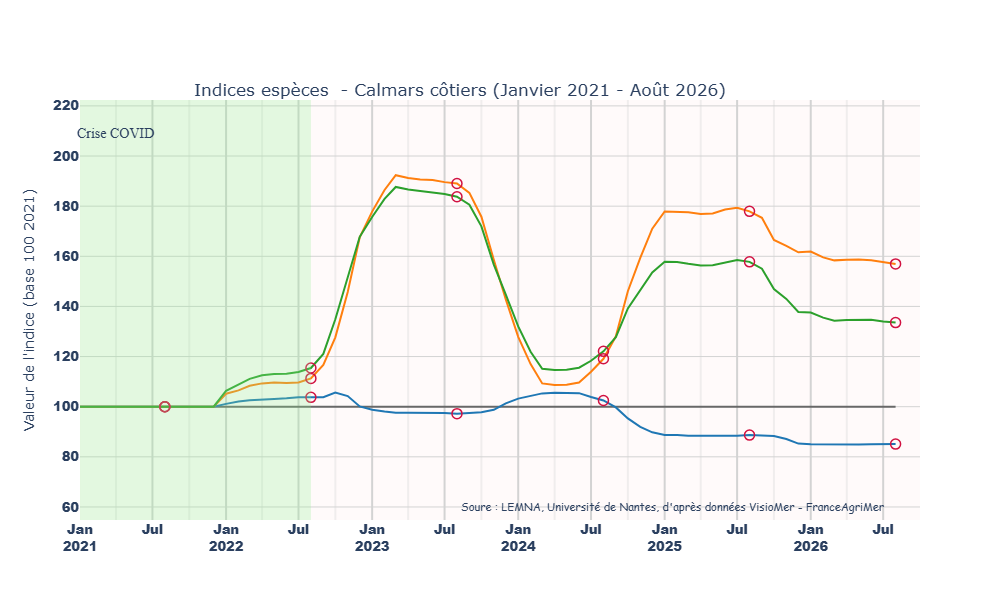 Indices espèces - Calmars côtiers (Janvier 2021 - Août 2026)
Valeur de l'indice (base 100 2021)
220
200
180
160
140
120
100
80
60
Crise COVID
Soure : LEMNA, Université de Nantes, d'après données VisioMer - FranceAgriMer
Jan Jul Jan Jul Jan Jul Jan Jul Jan Jul Jan Jul
2021 2022 2023 2024 2025 2026